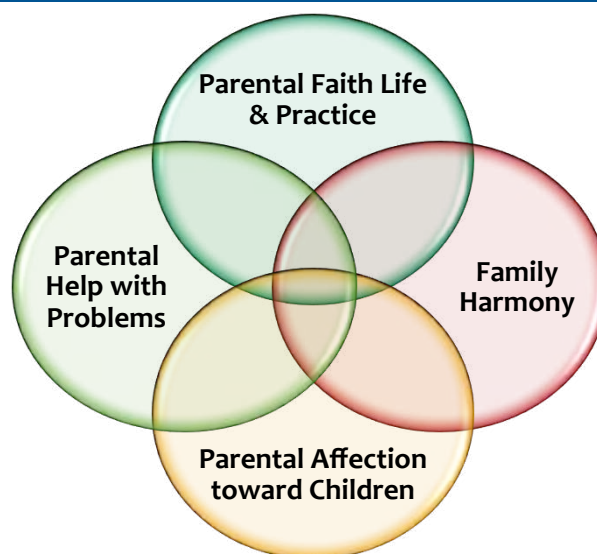 Parental Faith Life
& Practice
Parental
Help with
Problems
Family
Harmony
Parental Affection
toward Children